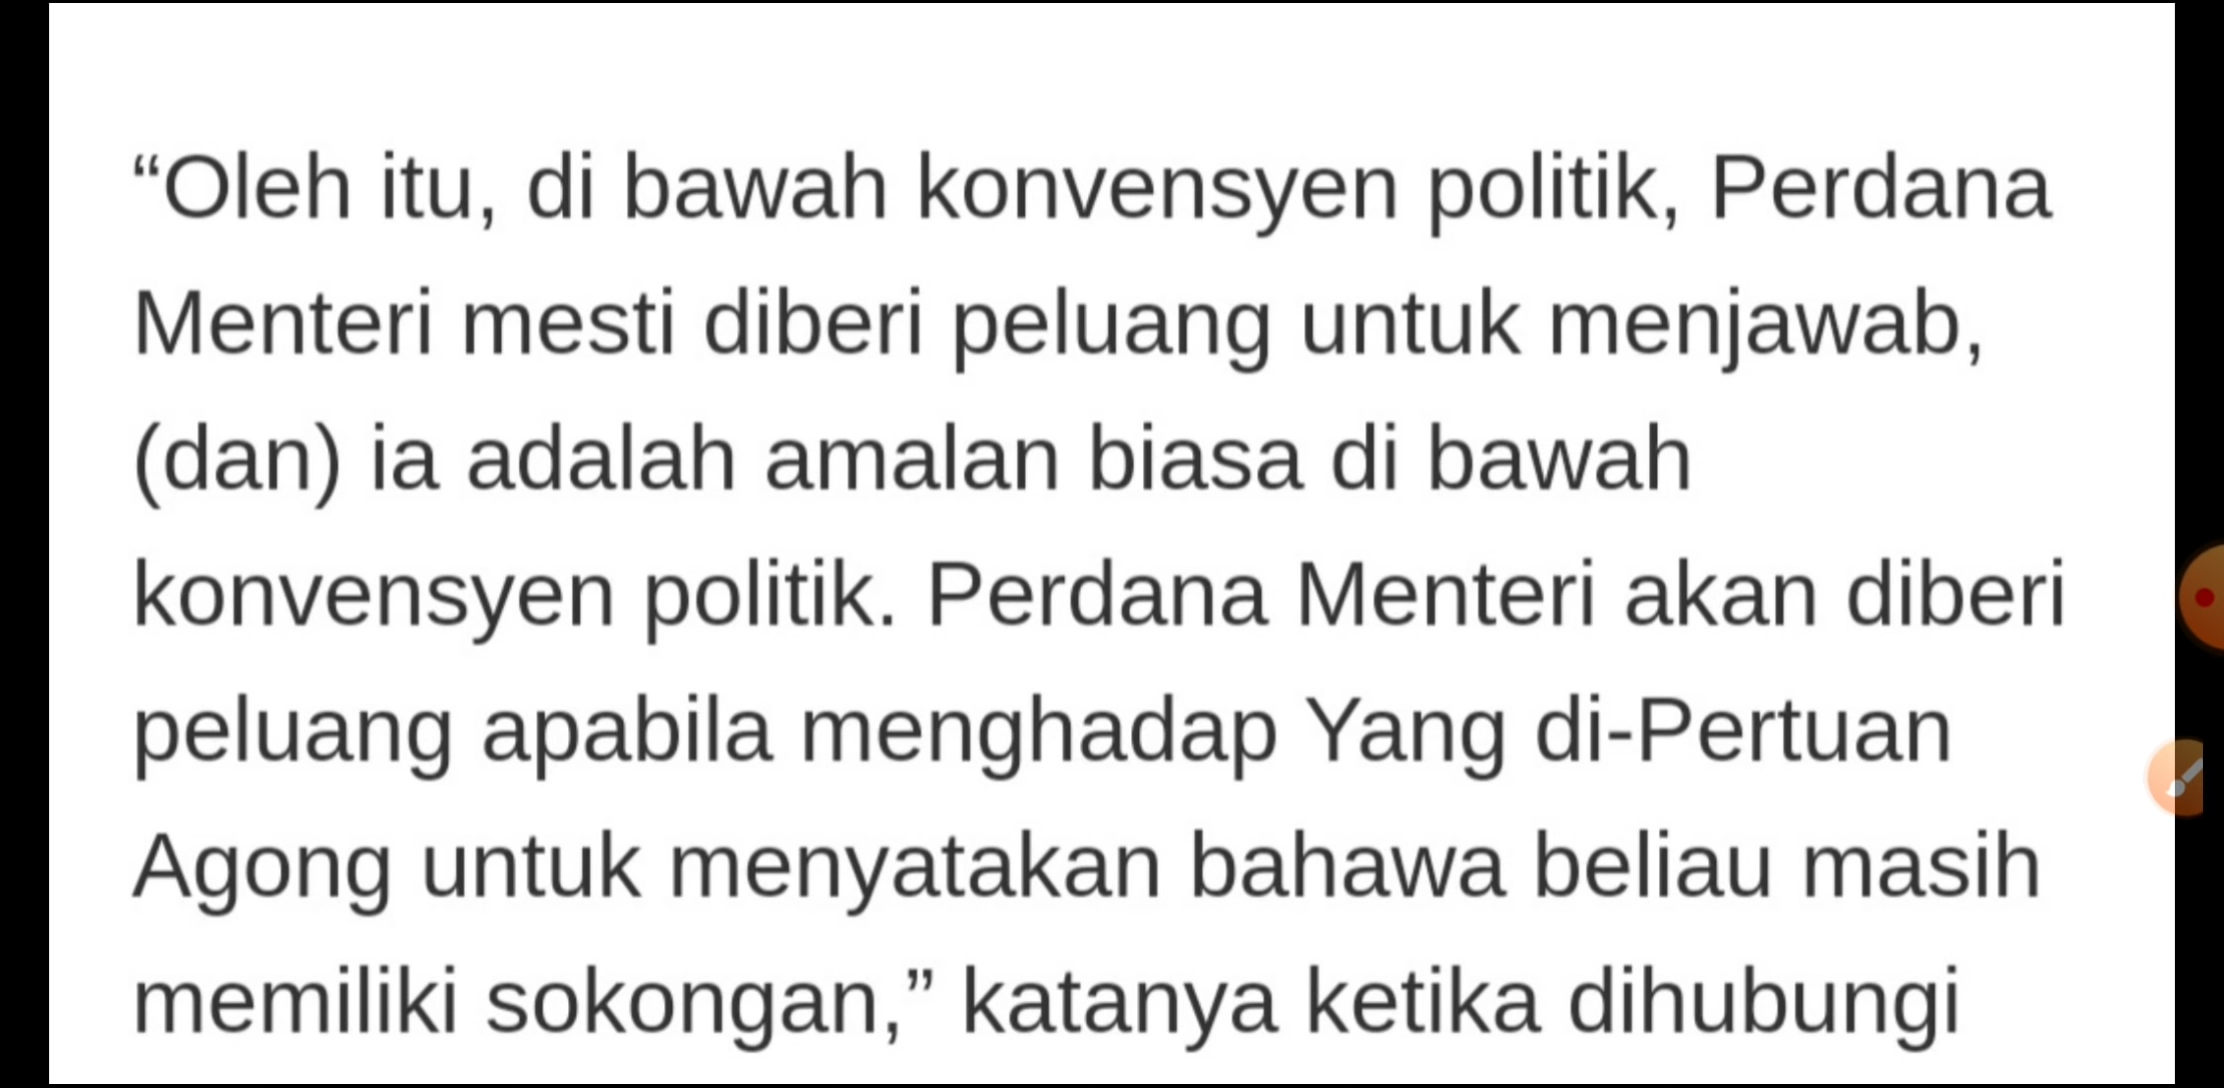 “Oleh itu, di bawah konvensyen politik, Perdana
Menteri mesti diberi peluang untuk menjawab,
(dan) ia adalah amalan biasa di bawah
konvensyen politik. Perdana Menteri akan diberi
peluang apabila menghadap Yang di-Pertuan
Agong untuk menyatakan bahawa beliau masih
memiliki sokongan,” katanya ketika dihubungi